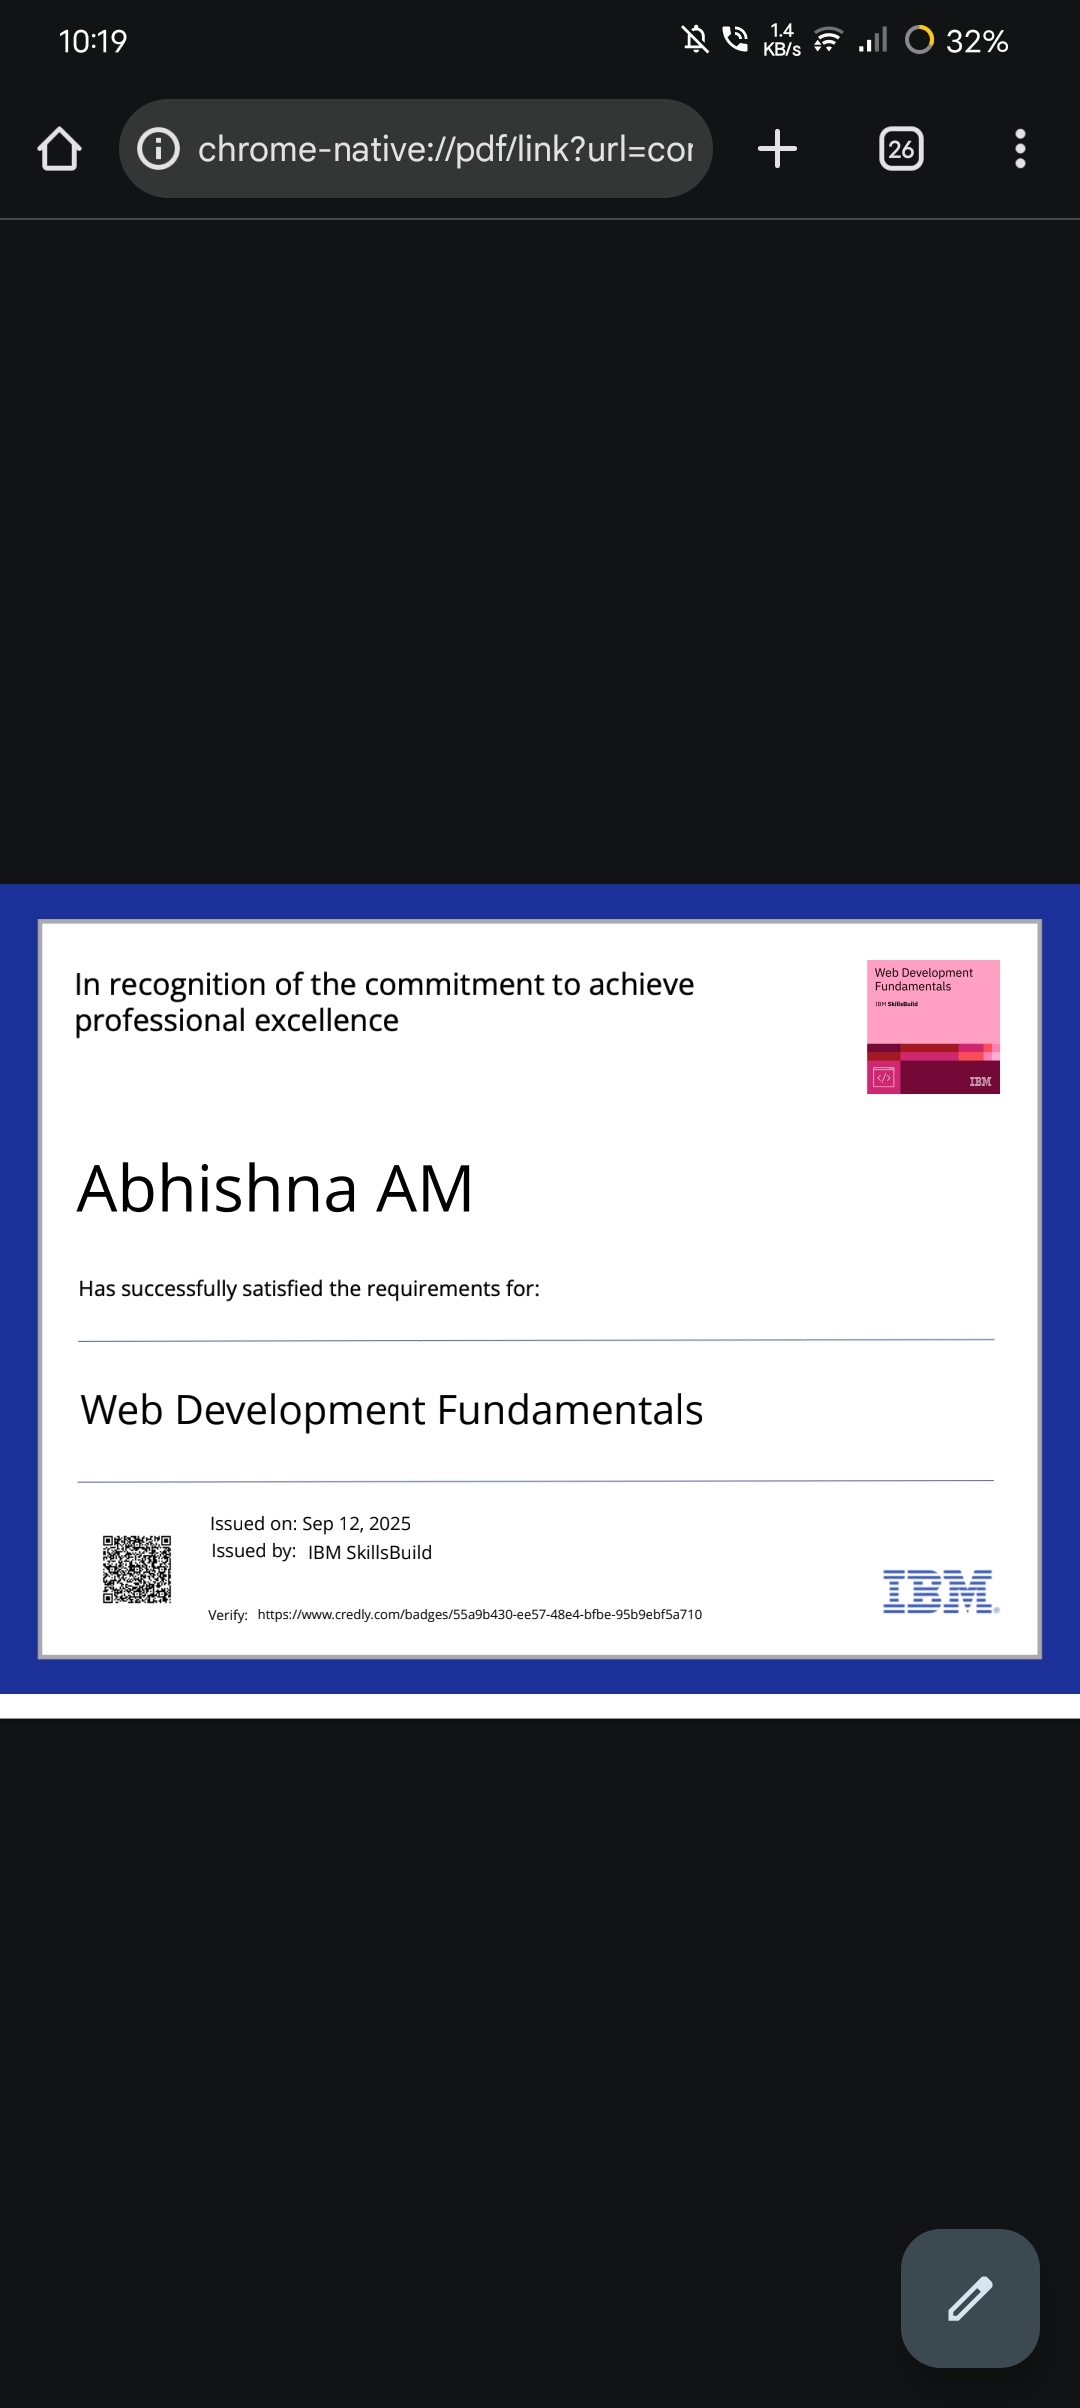 10:19
1.4
KB/s
32%
chrome-native://pdf/link?url=cor
26
In recognition of the commitment to achieve
professional excellence
Web Development
Fundamentals
IBM SkillsBuild
</>
IBM
Abhishna AM
Has successfully satisfied the requirements for:
Web Development Fundamentals
Issued on: Sep 12, 2025
Issued by: IBM SkillsBuild
Verify: https://www.credly.com/badges/55a9b430-ee57-48e4-bfbe-95b9ebf5a710
IBM®